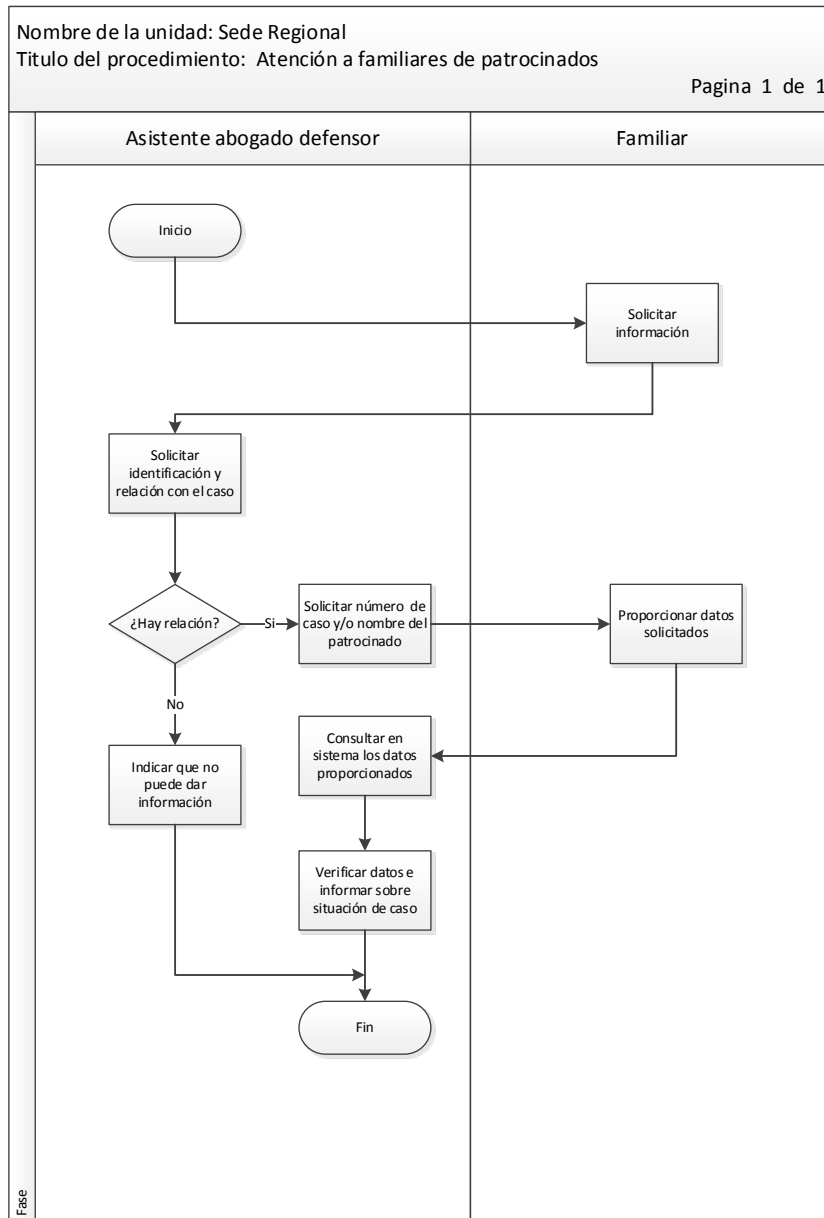 Nombre de la unidad: Sede Regional
Titulo del procedimiento: Atención a familiares de patrocinados
Pagina 1 de 1
Asistente abogado defensor
Familiar
Inicio
Solicitar
información
Solicitar
identificación y
relación con el caso
¿Hay relación?
Si
Solicitar número de
caso y/o nombre del
patrocinado
Proporcionar datos
solicitados
No
Indicar que no
puede dar
información
Consultar en
sistema los datos
proporcionados
Verificar datos e
informar sobre
situación de caso
Fin
Fase